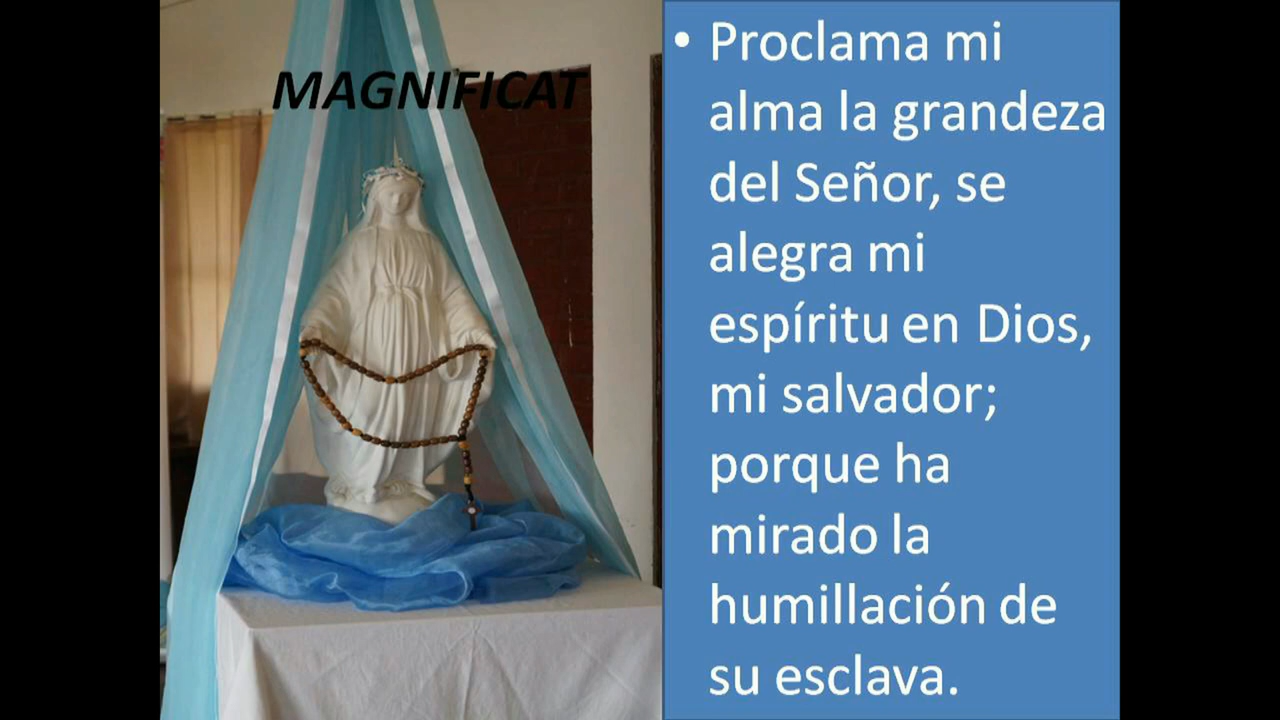 MAGNIFICAT
• Proclama mi
alma la grandeza
del Señor, se
alegra mi
espíritu en Dios,
mi salvador;
porque ha
mirado la
humillación de
su esclava.